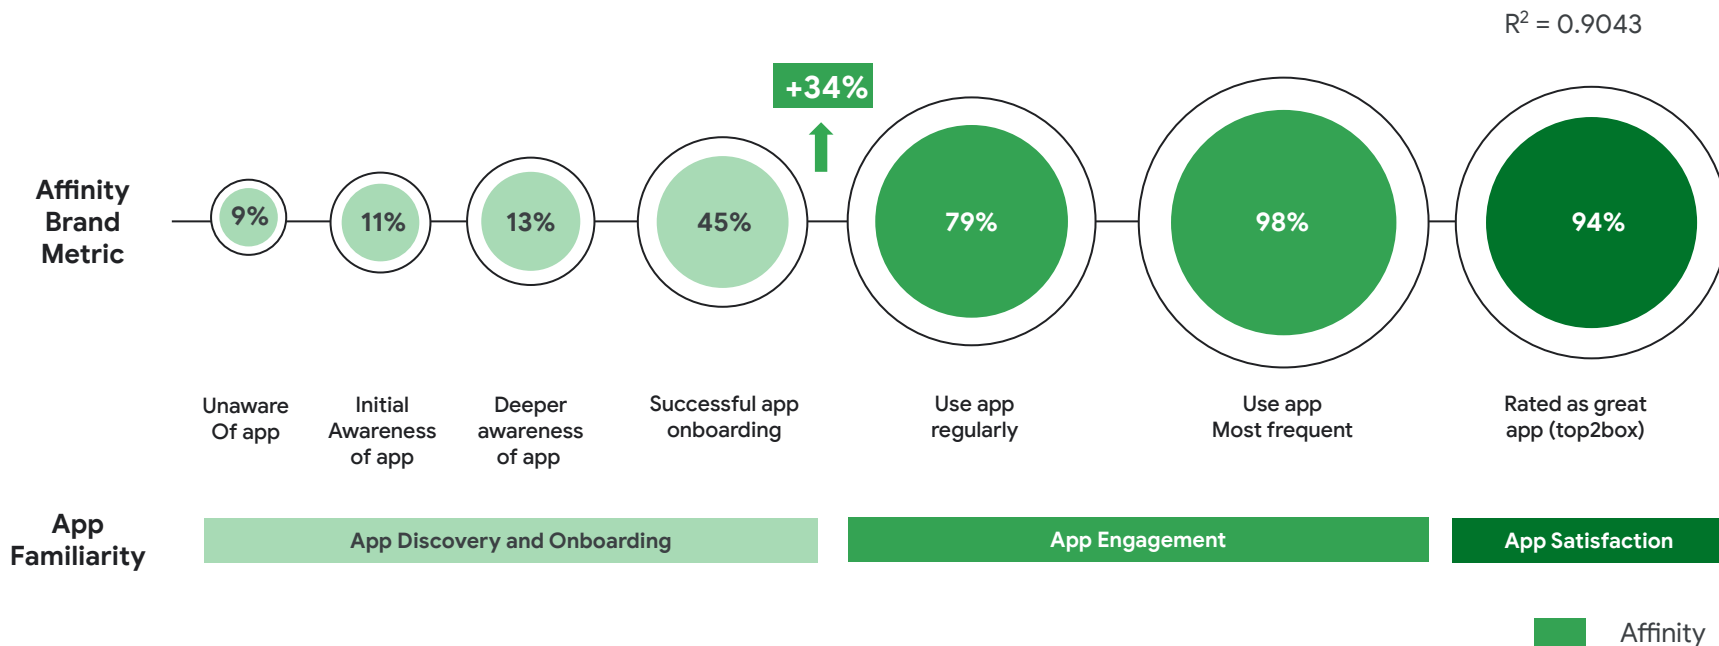 R² = 0.9043
+34%
Affinity
Brand
Metric
9%
11%
13%
45%
79%
98%
94%
Unaware
Of app
Initial
Awareness
of app
Deeper
awareness
of app
Successful app
onboarding
Use app
regularly
Use app
Most frequent
Rated as great
app (top2box)
App
Familiarity
App Discovery and Onboarding
App Engagement
App Satisfaction
Affinity